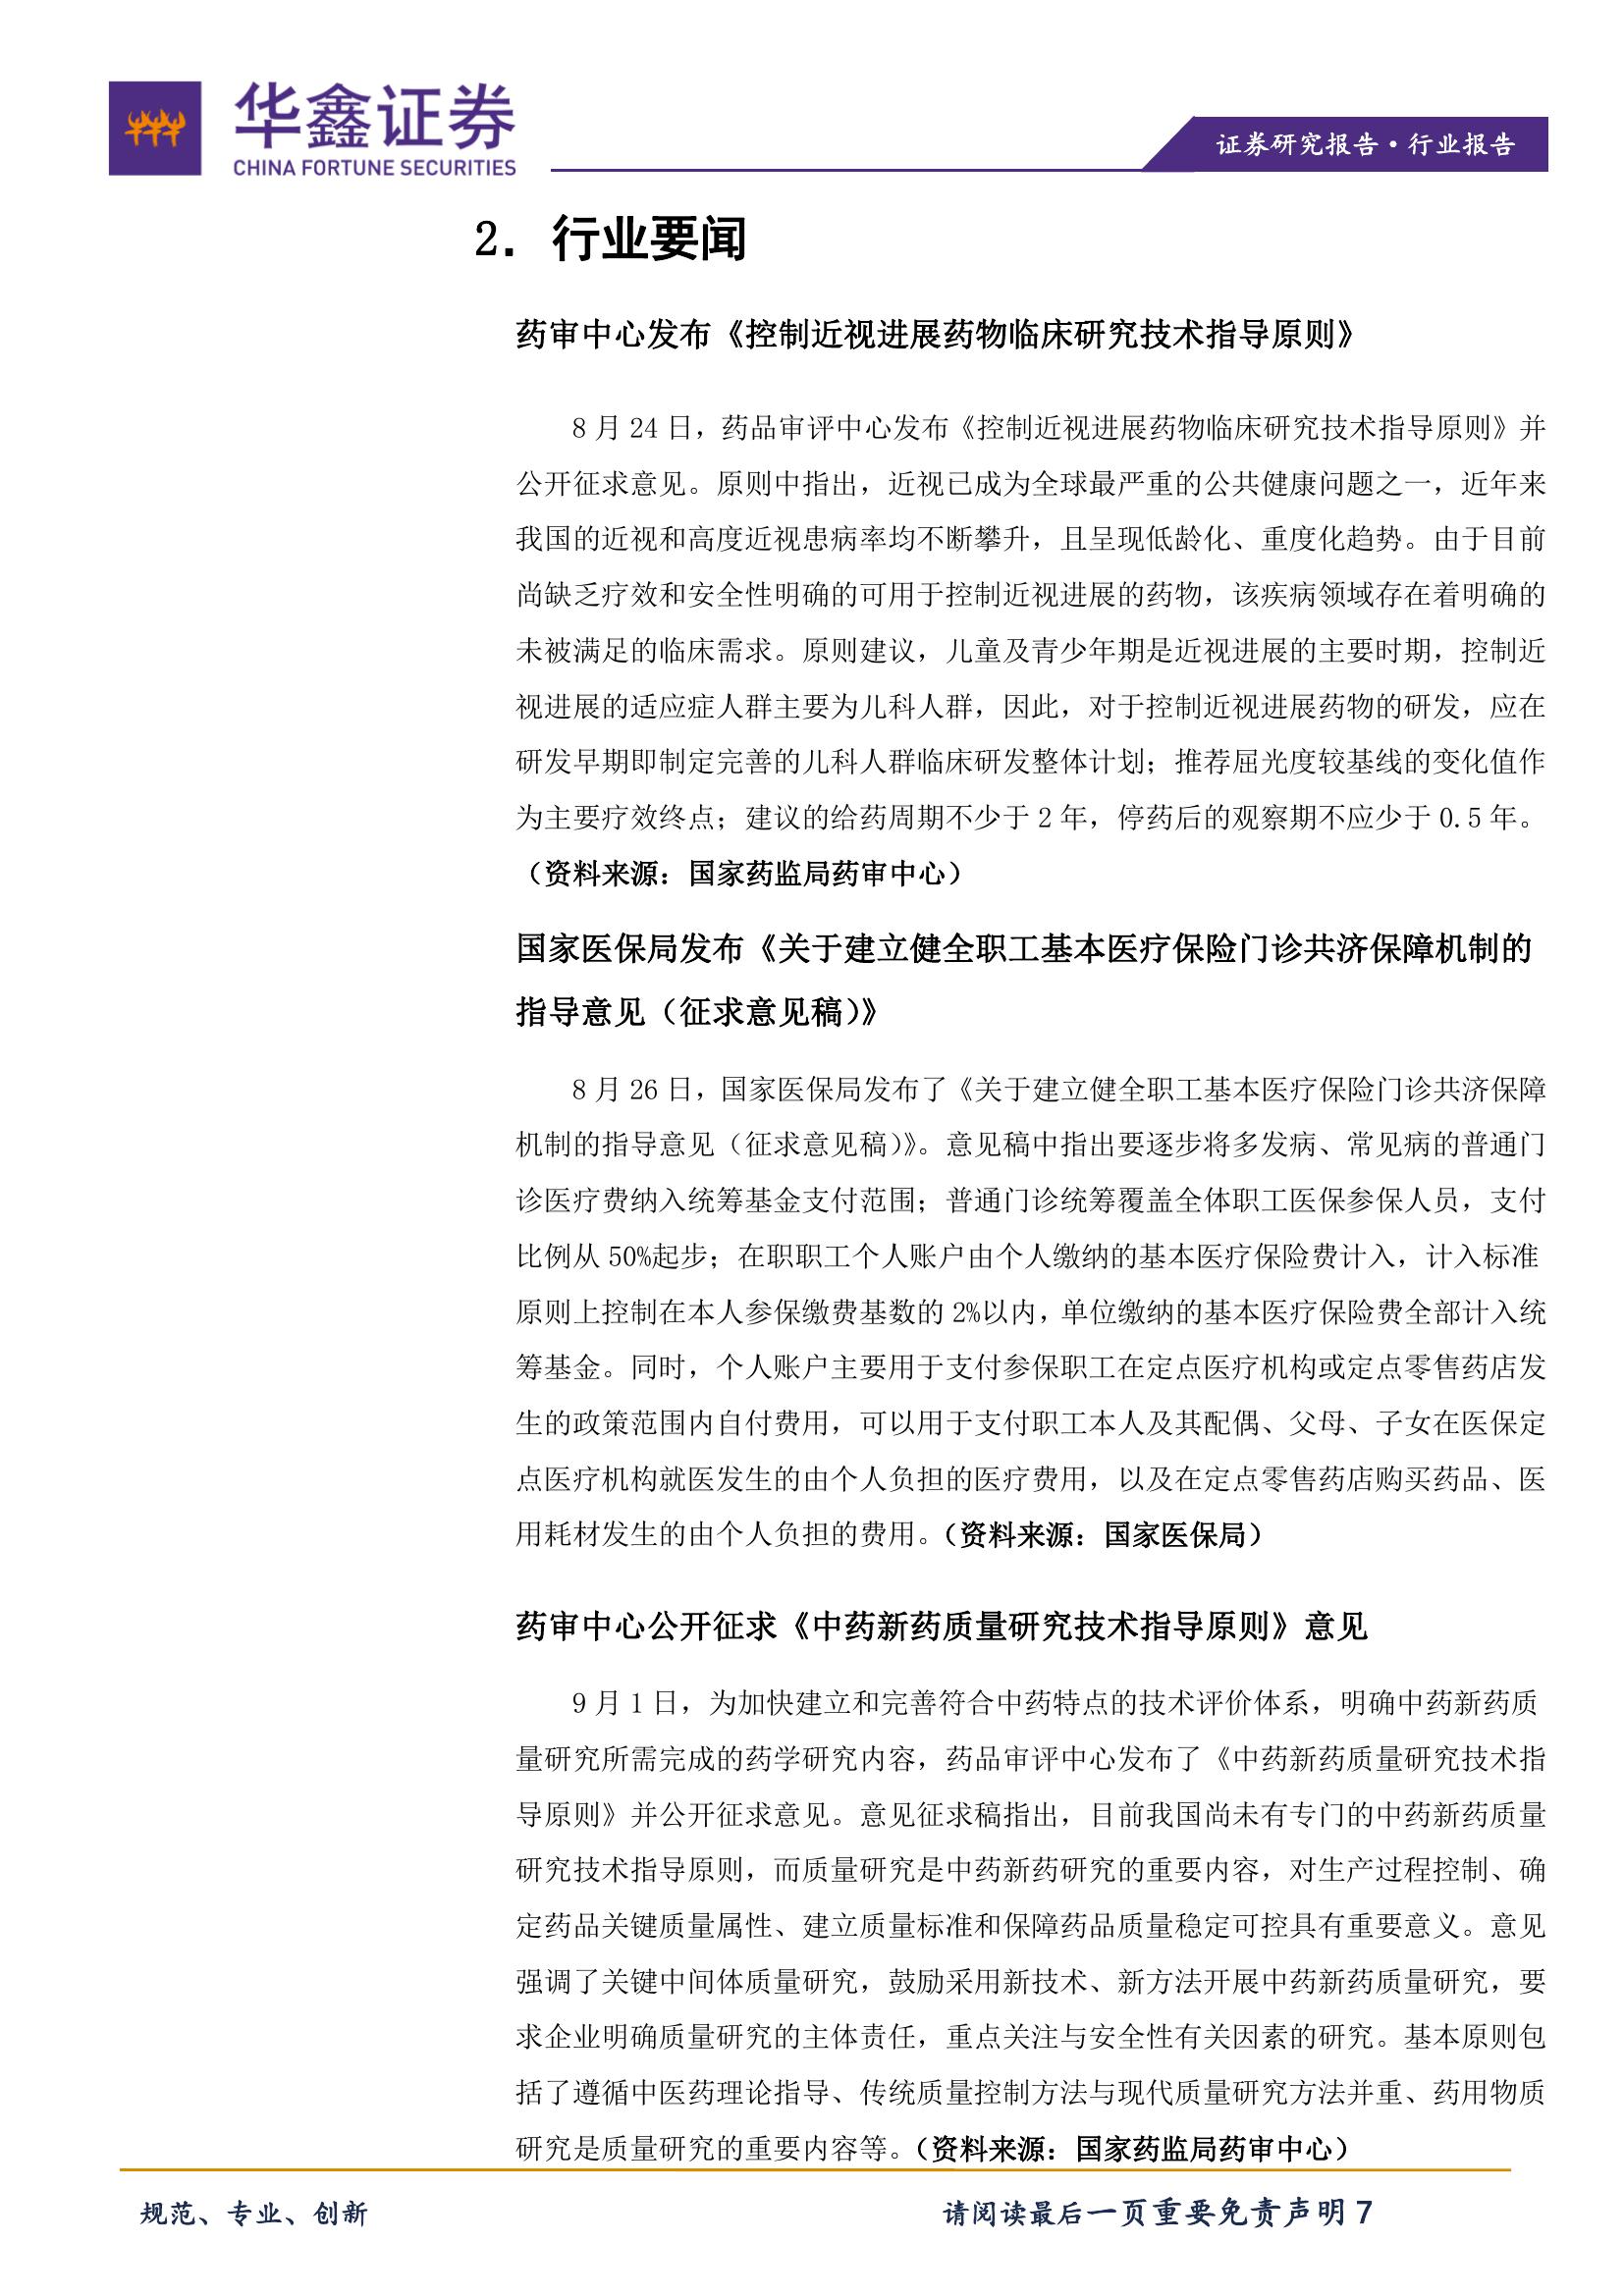 华鑫证券
CHINA FORTUNE SECURITIES
证券研究报告·行业报告
2. 行业要闻
药审中心发布《控制近视进展药物临床研究技术指导原则》
8 月 24 日，药品审评中心发布《控制近视进展药物临床研究技术指导原则》并
公开征求意见。原则中指出，近视已成为全球最严重的公共健康问题之一，近年来
我国的近视和高度近视患病率均不断攀升，且呈现低龄化、重度化趋势。由于目前
尚缺乏疗效和安全性明确的可用于控制近视进展的药物，该疾病领域存在着明确的
未被满足的临床需求。原则建议，儿童及青少年期是近视进展的主要时期，控制近
视进展的适应症人群主要为儿科人群，因此，对于控制近视进展药物的研发，应在
研发早期即制定完善的儿科人群临床研发整体计划；推荐屈光度较基线的变化值作
为主要疗效终点；建议的给药周期不少于 2 年，停药后的观察期不应少于 0.5 年。
（资料来源：国家药监局药审中心）
国家医保局发布《关于建立健全职工基本医疗保险门诊共济保障机制的
指导意见（征求意见稿）》
8 月 26 日，国家医保局发布了《关于建立健全职工基本医疗保险门诊共济保障
机制的指导意见（征求意见稿）》。意见稿中指出要逐步将多发病、常见病的普通门
诊医疗费纳入统筹基金支付范围；普通门诊统筹覆盖全体职工医保参保人员，支付
比例从 50%起步；在职职工个人账户由个人缴纳的基本医疗保险费计入，计入标准
原则上控制在本人参保缴费基数的 2%以内，单位缴纳的基本医疗保险费全部计入统
筹基金。同时，个人账户主要用于支付参保职工在定点医疗机构或定点零售药店发
生的政策范围内自付费用，可以用于支付职工本人及其配偶、父母、子女在医保定
点医疗机构就医发生的由个人负担的医疗费用，以及在定点零售药店购买药品、医
用耗材发生的由个人负担的费用。（资料来源：国家医保局）
药审中心公开征求《中药新药质量研究技术指导原则》意见
9 月 1 日，为加快建立和完善符合中药特点的技术评价体系，明确中药新药质
量研究所需完成的药学研究内容，药品审评中心发布了《中药新药质量研究技术指
导原则》并公开征求意见。意见征求稿指出，目前我国尚未有专门的中药新药质量
研究技术指导原则，而质量研究是中药新药研究的重要内容，对生产过程控制、确
定药品关键质量属性、建立质量标准和保障药品质量稳定可控具有重要意义。意见
强调了关键中间体质量研究，鼓励采用新技术、新方法开展中药新药质量研究，要
求企业明确质量研究的主体责任，重点关注与安全性有关因素的研究。基本原则包
括了遵循中医药理论指导、传统质量控制方法与现代质量研究方法并重、药用物质
研究是质量研究的重要内容等。（资料来源：国家药监局药审中心）
规范、专业、创新
请阅读最后一页重要免责声明 7